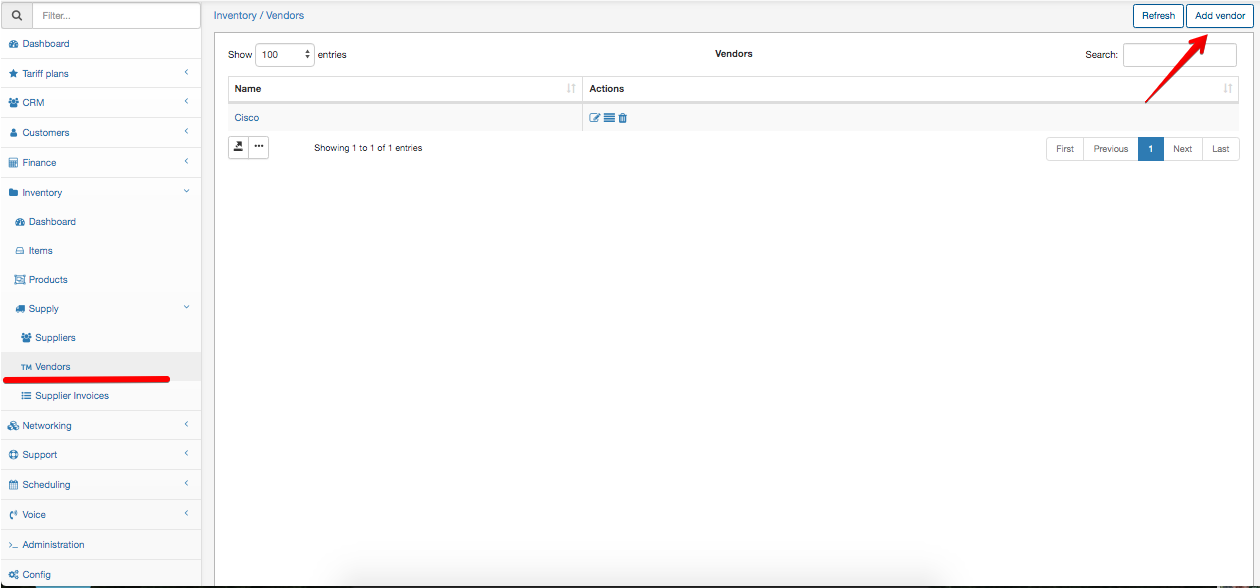 Filter...
Dashboard
Tariff plans
CRM
Customers
Finance
Inventory
Dashboard
Items
Products
Supply
Suppliers
TM Vendors
Supplier Invoices
Networking
Support
Scheduling
Voice
Administration
Config
Inventory / Vendors
Refresh
Add vendor
Show 100 entries
Vendors
Search:
Name
Actions
Cisco
Showing 1 to 1 of 1 entries
First Previous 1 Next Last